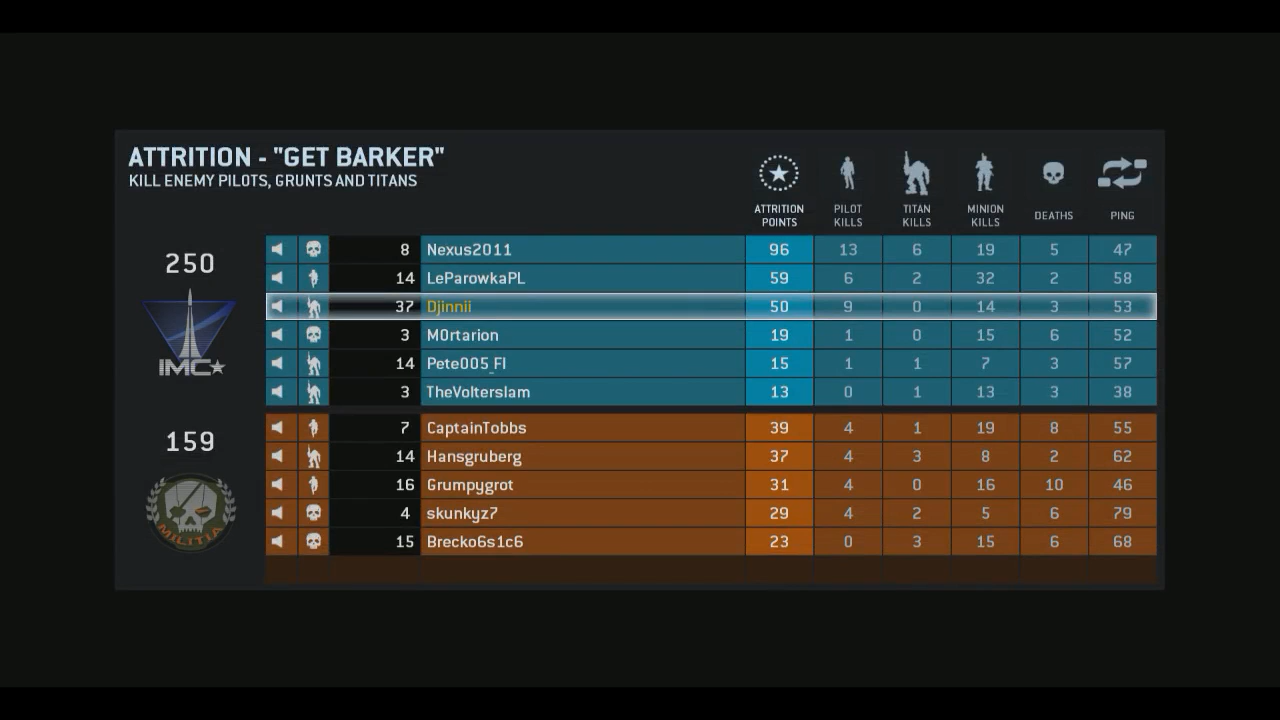 ATTRITION - "GET BARKER"
KILL ENEMY PILOTS, GRUNTS AND TITANS
ATTRITION POINTS PILOT KILLS TITAN KILLS MINION KILLS DEATHS PING
250
IMC
8 Nexus2011 96 13 6 19 5 47
14 LeParowkaPL 59 6 2 32 2 58
37 Djinnii 50 9 0 14 3 53
3 M0rtarion 19 1 0 15 6 52
14 Pete005_FI 15 1 1 7 3 57
3 TheVolterslam 13 0 1 13 3 38
159
MILITIA
7 CaptainTobbs 39 4 1 19 8 55
14 Hansgruberg 37 4 3 8 2 62
16 Grumpygrot 31 4 0 16 10 46
4 skunkyz7 29 4 2 5 6 79
15 Brecko6s1c6 23 0 3 15 6 68